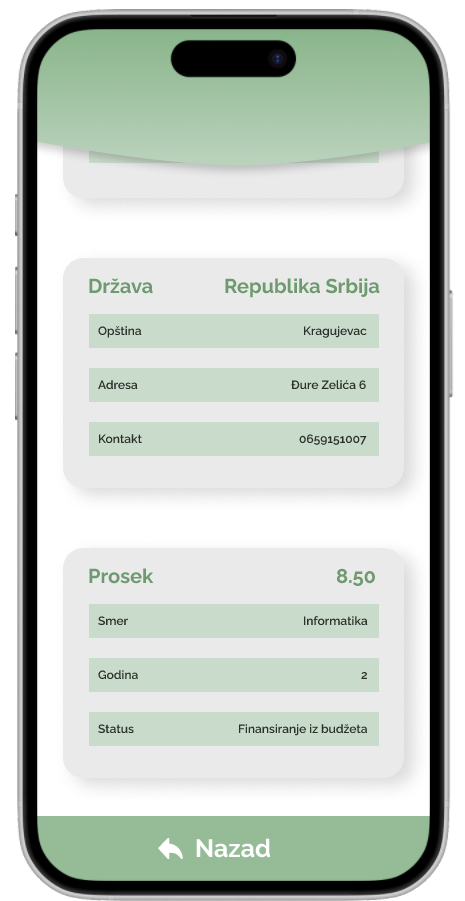 Država Republika Srbija
Opština Kragujevac
Adresa Đure Zelića 6
Kontakt 0659151007
Prosek 8.50
Smer Informatika
Godina 2
Status Finansiranje iz budžeta
Nazad